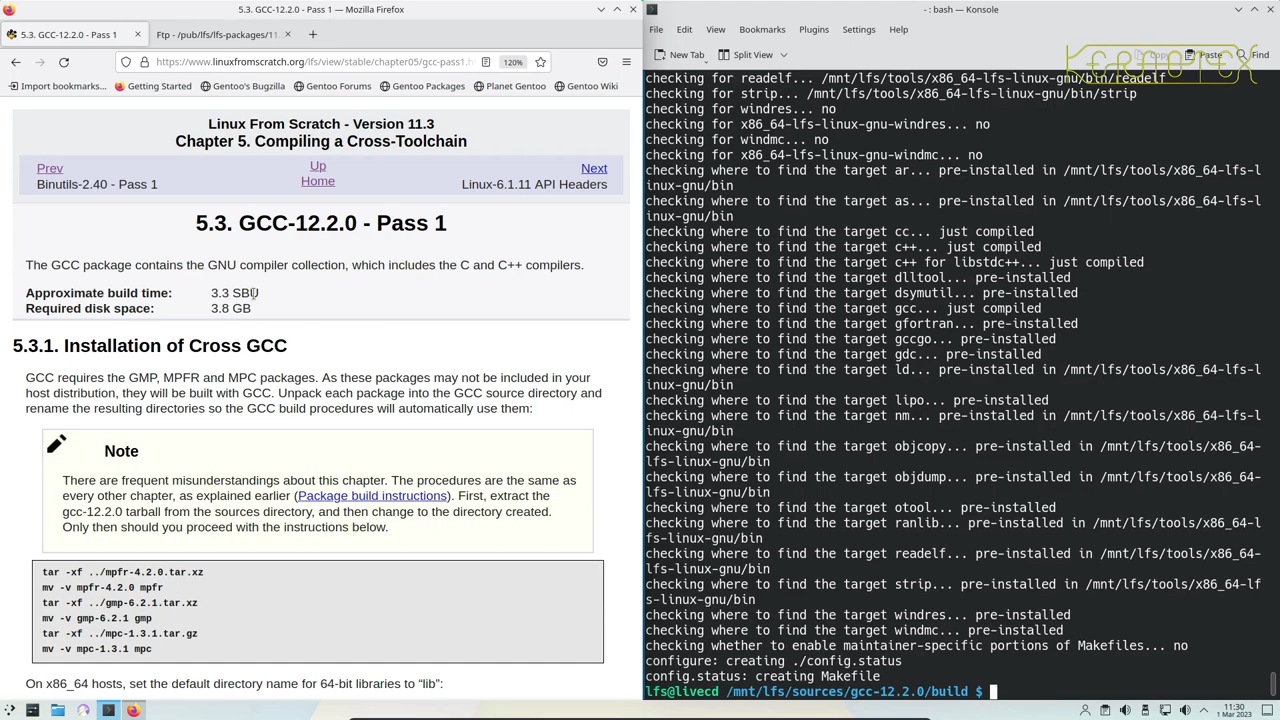 5.3. GCC-12.2.0 - Pass 1 — Mozilla Firefox
5.3. GCC-12.2.0 - Pass 1
Ftp - /pub/lfs/lfs-packages/11.
https://www.linuxfromscratch.org/lfs/view/stable/chapter05/gcc-pass1.h
120%
Import bookmarks...
Getting Started
Gentoo's Bugzilla
Gentoo Forums
Gentoo Packages
Planet Gentoo
Gentoo Wiki
Linux From Scratch - Version 11.3
Chapter 5. Compiling a Cross-Toolchain
Prev
Up
Next
Binutils-2.40 - Pass 1
Home
Linux-6.1.11 API Headers
5.3. GCC-12.2.0 - Pass 1
The GCC package contains the GNU compiler collection, which includes the C and C++ compilers.
Approximate build time: 3.3 SBU
Required disk space: 3.8 GB
5.3.1. Installation of Cross GCC
GCC requires the GMP, MPFR and MPC packages. As these packages may not be included in your
host distribution, they will be built with GCC. Unpack each package into the GCC source directory and
rename the resulting directories so the GCC build procedures will automatically use them:
Note
There are frequent misunderstandings about this chapter. The procedures are the same as
every other chapter, as explained earlier (Package build instructions). First, extract the
gcc-12.2.0 tarball from the sources directory, and then change to the directory created.
Only then should you proceed with the instructions below.
tar -xf ../mpfr-4.2.0.tar.xz
mv -v mpfr-4.2.0 mpfr
tar -xf ../gmp-6.2.1.tar.xz
mv -v gmp-6.2.1 gmp
tar -xf ../mpc-1.3.1.tar.gz
mv -v mpc-1.3.1 mpc
On x86_64 hosts, set the default directory name for 64-bit libraries to “lib”:
- : bash — Konsole
File Edit View Bookmarks Plugins Settings Help
New Tab
Split View
Copy
Paste
Find
KERNOTEX
checking for readelf... /mnt/lfs/tools/x86_64-lfs-linux-gnu/bin/readelf
checking for strip... /mnt/lfs/tools/x86_64-lfs-linux-gnu/bin/strip
checking for windres... no
checking for x86_64-lfs-linux-gnu-windres... no
checking for windmc... no
checking for x86_64-lfs-linux-gnu-windmc... no
checking where to find the target ar... pre-installed in /mnt/lfs/tools/x86_64-lfs-l
inux-gnu/bin
checking where to find the target as... pre-installed in /mnt/lfs/tools/x86_64-lfs-l
inux-gnu/bin
checking where to find the target cc... just compiled
checking where to find the target c++... just compiled
checking where to find the target c++ for libstdc++... just compiled
checking where to find the target dlltool... pre-installed
checking where to find the target dsymutil... pre-installed
checking where to find the target gcc... just compiled
checking where to find the target gfortran... pre-installed
checking where to find the target gccgo... pre-installed
checking where to find the target gdc... pre-installed
checking where to find the target ld... pre-installed in /mnt/lfs/tools/x86_64-lfs-l
inux-gnu/bin
checking where to find the target lipo... pre-installed
checking where to find the target nm... pre-installed in /mnt/lfs/tools/x86_64-lfs-l
inux-gnu/bin
checking where to find the target objcopy... pre-installed in /mnt/lfs/tools/x86_64-
lfs-linux-gnu/bin
checking where to find the target objdump... pre-installed in /mnt/lfs/tools/x86_64-
lfs-linux-gnu/bin
checking where to find the target otool... pre-installed
checking where to find the target ranlib... pre-installed in /mnt/lfs/tools/x86_64-l
fs-linux-gnu/bin
checking where to find the target readelf... pre-installed in /mnt/lfs/tools/x86_64-
lfs-linux-gnu/bin
checking where to find the target strip... pre-installed in /mnt/lfs/tools/x86_64-lf
s-linux-gnu/bin
checking where to find the target windres... pre-installed
checking where to find the target windmc... pre-installed
checking whether to enable maintainer-specific portions of Makefiles... no
configure: creating ./config.status
config.status: creating Makefile
lfs@livecd /mnt/lfs/sources/gcc-12.2.0/build $
11:30
1 Mar 2023